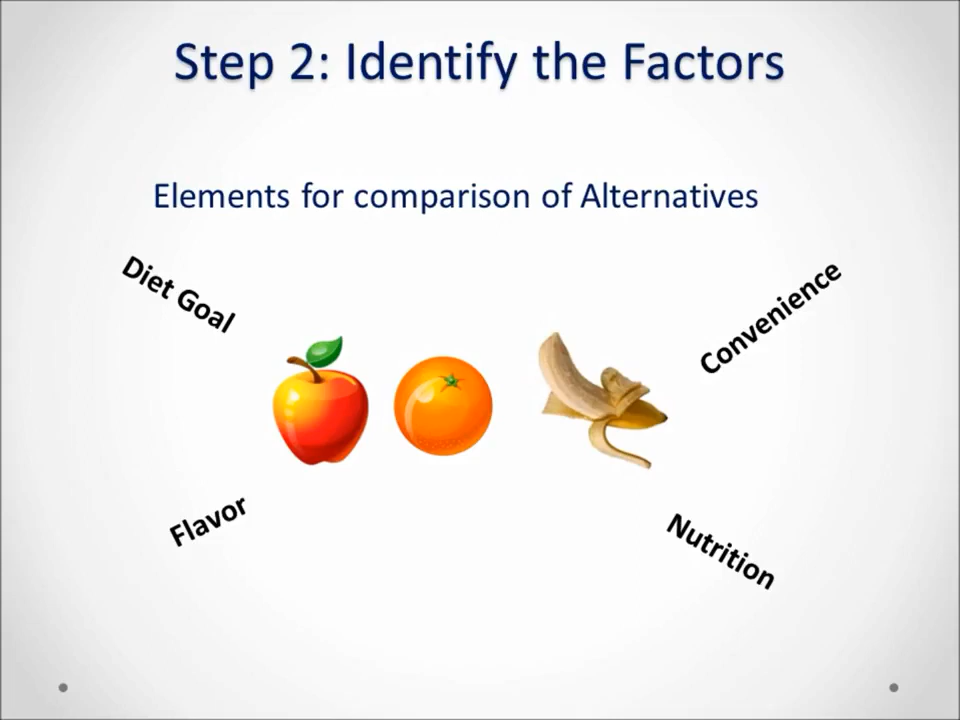 Step 2: Identify the Factors
Elements for comparison of Alternatives
Diet Goal
Convenience
Flavor
Nutrition